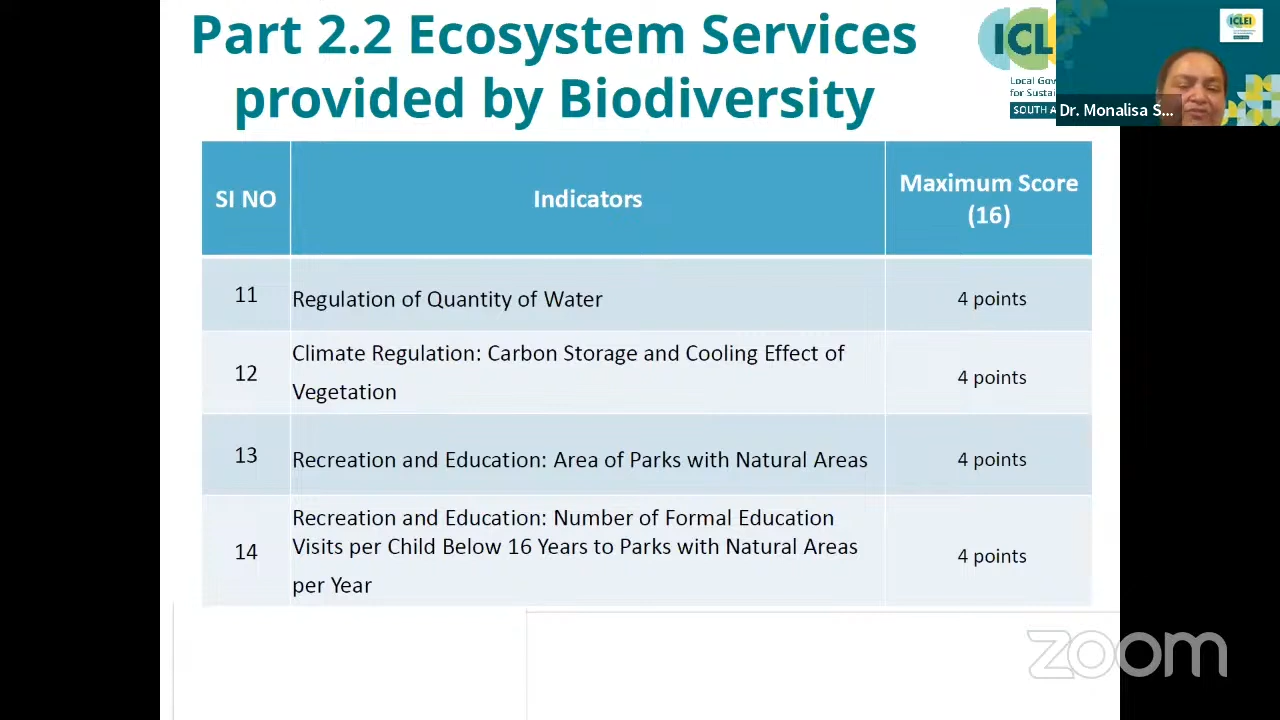 Part 2.2 Ecosystem Services
provided by Biodiversity
ICL
Local Gov
for Sustai
SOUTH A
ICLEI
Dr. Monalisa S...
SI NO
Indicators
Maximum Score
(16)
11
Regulation of Quantity of Water
4 points
12
Climate Regulation: Carbon Storage and Cooling Effect of
Vegetation
4 points
13
Recreation and Education: Area of Parks with Natural Areas
4 points
14
Recreation and Education: Number of Formal Education
Visits per Child Below 16 Years to Parks with Natural Areas
per Year
4 points
zoom